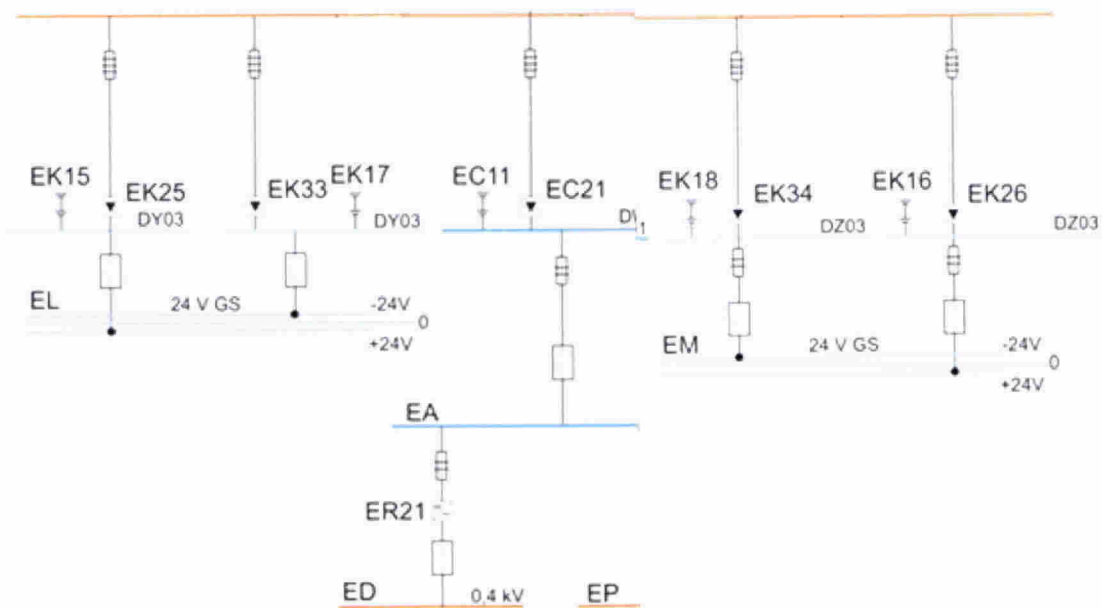 EK15
EK25
EK33
EK17
EC11
EC21
EK18
EK34
EK16
EK26
DY03
DY03
DZ03
DZ03
EL
24 V GS
-24V
0
+24V
EM
24 V GS
-24V
0
+24V
EA
ER21
ED
0,4 kV
EP